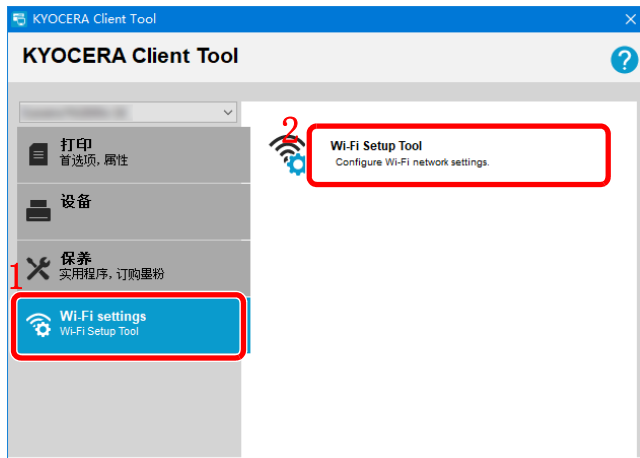 KYOCERA Client Tool
KYOCERA Client Tool
?
打印
首选项, 属性
设备
保养
实用程序, 订购墨粉
1
Wi-Fi settings
Wi-Fi Setup Tool
2
Wi-Fi Setup Tool
Configure Wi-Fi network settings.